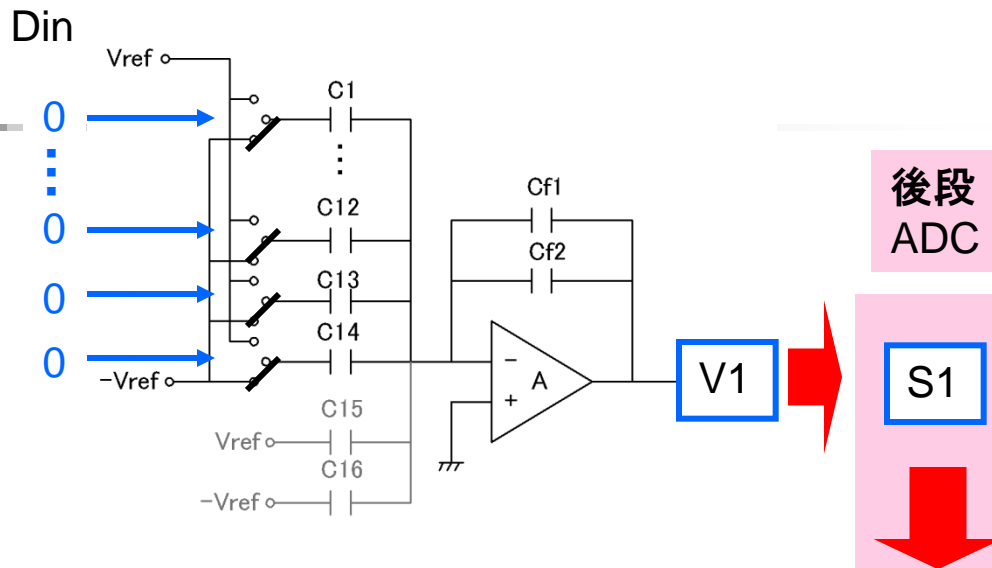 Din
Vref
0
C1
⋮
⋮
0
C12
0
C13
0
C14
-Vref
C15
Vref
C16
-Vref
Cf1
Cf2
−
A
+
V1
後段
ADC
S1